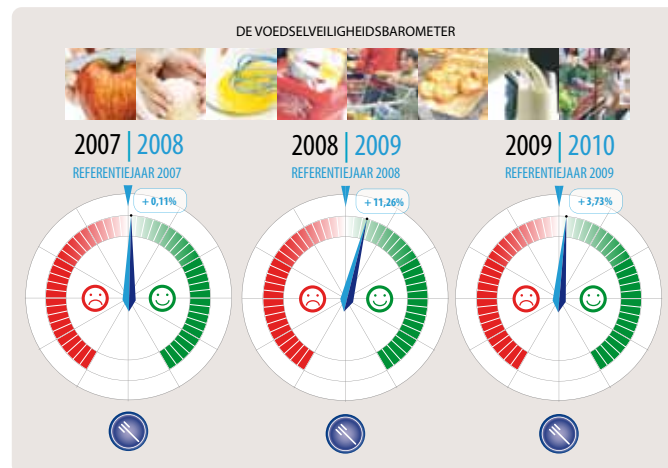 DE VOEDSELVEILIGHEIDSBAROMETER
2007 | 2008
REFERENTIEJAAR 2007
+ 0,11%
2008 | 2009
REFERENTIEJAAR 2008
+ 11,26%
2009 | 2010
REFERENTIEJAAR 2009
+ 3,73%